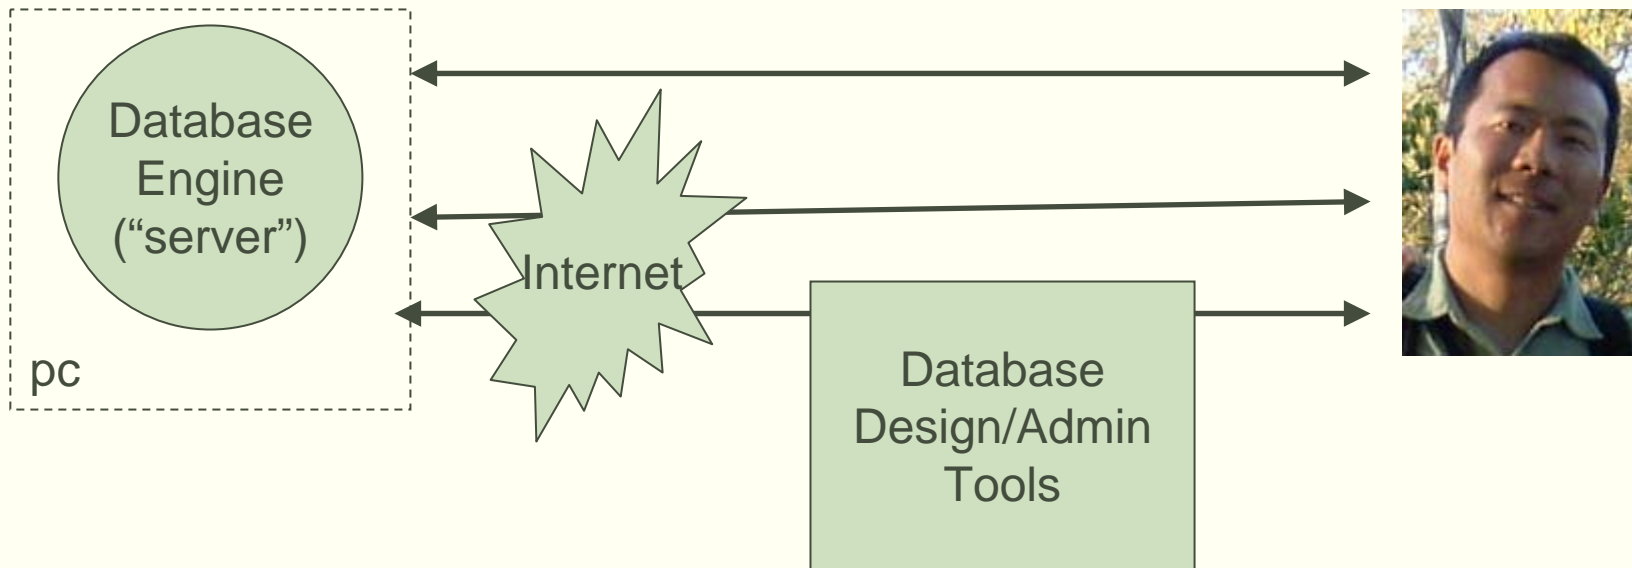 Database
Engine
(“server”)
pc
Internet
Database
Design/Admin
Tools